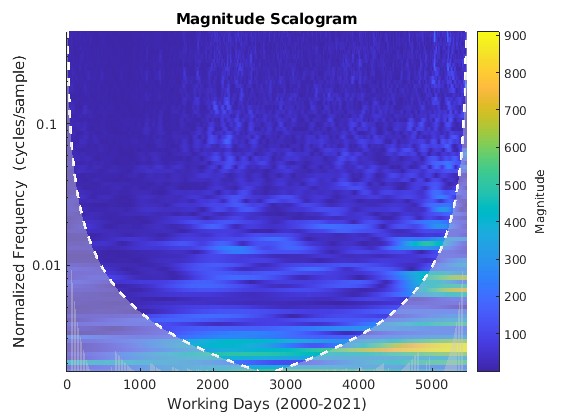 Magnitude Scalogram
Normalized Frequency (cycles/sample)
0.1
0.01
0 1000 2000 3000 4000 5000
Working Days (2000-2021)
900
800
700
600
500
400
300
200
100
Magnitude